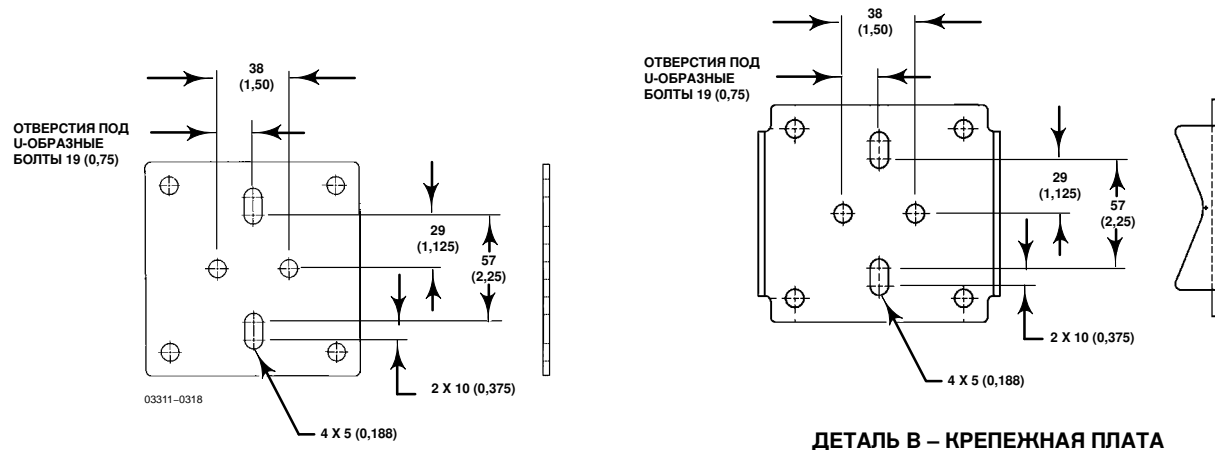 38
(1,50)
ОТВЕРСТИЯ ПОД
U-ОБРАЗНЫЕ
БОЛТЫ 19 (0,75)
29
(1,125)
57
(2,25)
2 X 10 (0,375)
4 X 5 (0,188)
03311–0318
38
(1,50)
ОТВЕРСТИЯ ПОД
U-ОБРАЗНЫЕ
БОЛТЫ 19 (0,75)
29
(1,125)
57
(2,25)
2 X 10 (0,375)
4 X 5 (0,188)
ДЕТАЛЬ B – КРЕПЕЖНАЯ ПЛАТА